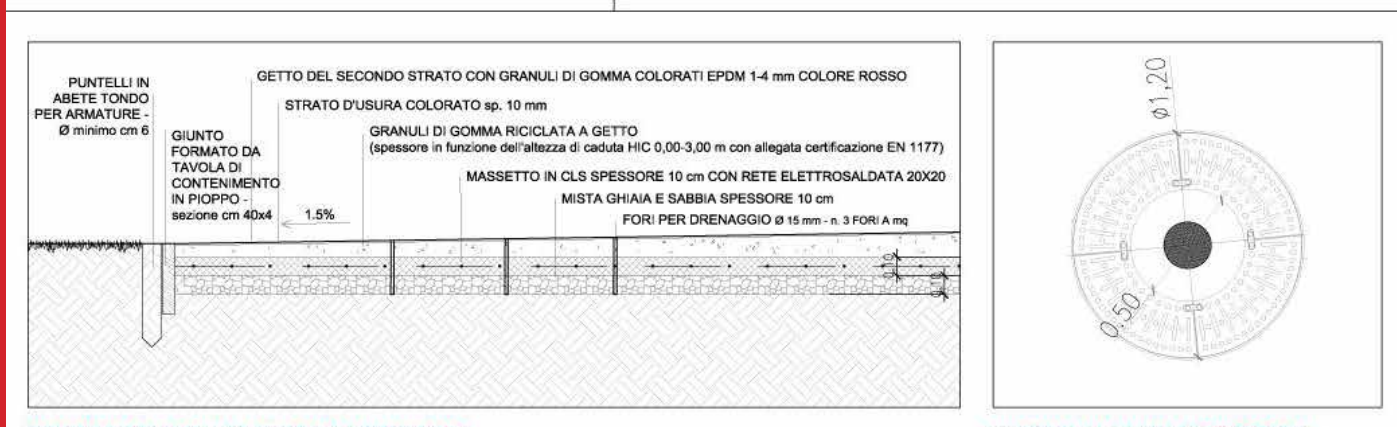 PUNTELLI IN
ABETE TONDO
PER ARMATURE -
Ø minimo cm 6
GIUNTO
FORMATO DA
TAVOLA DI
CONTENIMENTO
IN PIOPPO -
sezione cm 40x4
GETTO DEL SECONDO STRATO CON GRANULI DI GOMMA COLORATI EPDM 1-4 mm COLORE ROSSO
STRATO D'USURA COLORATO sp. 10 mm
GRANULI DI GOMMA RICICLATA A GETTO
(spessore in funzione dell'altezza di caduta HIC 0,00-3,00 m con allegata certificazione EN 1177)
MASSETTO IN CLS SPESSORE 10 cm CON RETE ELETTROSALDATA 20X20
MISTA GHIAIA E SABBIA SPESSORE 10 cm
FORI PER DRENAGGIO Ø 15 mm - n. 3 FORI A mq
1.5%
0.10
0.10
Ø1,20
0.50